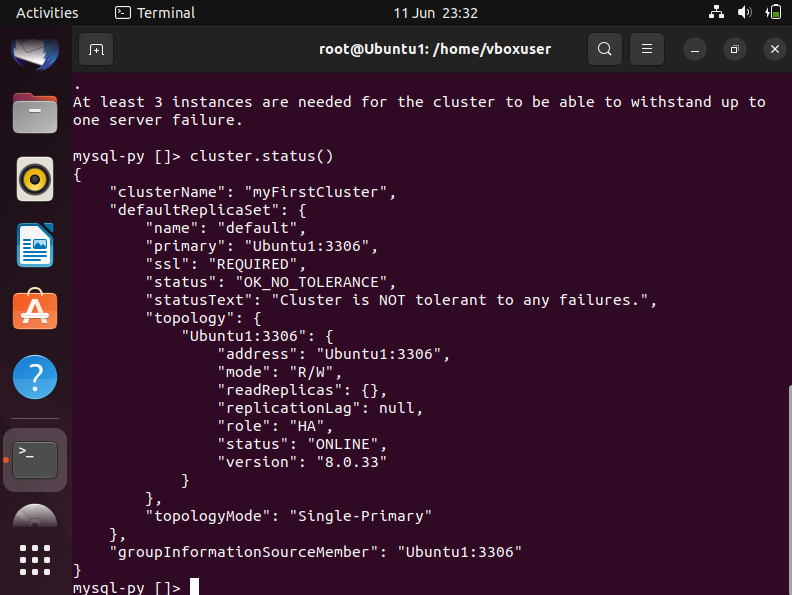 Activities Terminal 11 Jun 23:32
root@Ubuntu1: /home/vboxuser
.
At least 3 instances are needed for the cluster to be able to withstand up to
one server failure.
mysql-py []> cluster.status()
{
    "clusterName": "myFirstCluster",
    "defaultReplicaSet": {
        "name": "default",
        "primary": "Ubuntu1:3306",
        "ssl": "REQUIRED",
        "status": "OK_NO_TOLERANCE",
        "statusText": "Cluster is NOT tolerant to any failures.",
        "topology": {
            "Ubuntu1:3306": {
                "address": "Ubuntu1:3306",
                "mode": "R/W",
                "readReplicas": {},
                "replicationLag": null,
                "role": "HA",
                "status": "ONLINE",
                "version": "8.0.33"
            }
        },
        "topologyMode": "Single-Primary"
    },
    "groupInformationSourceMember": "Ubuntu1:3306"
}
mysql-py []>